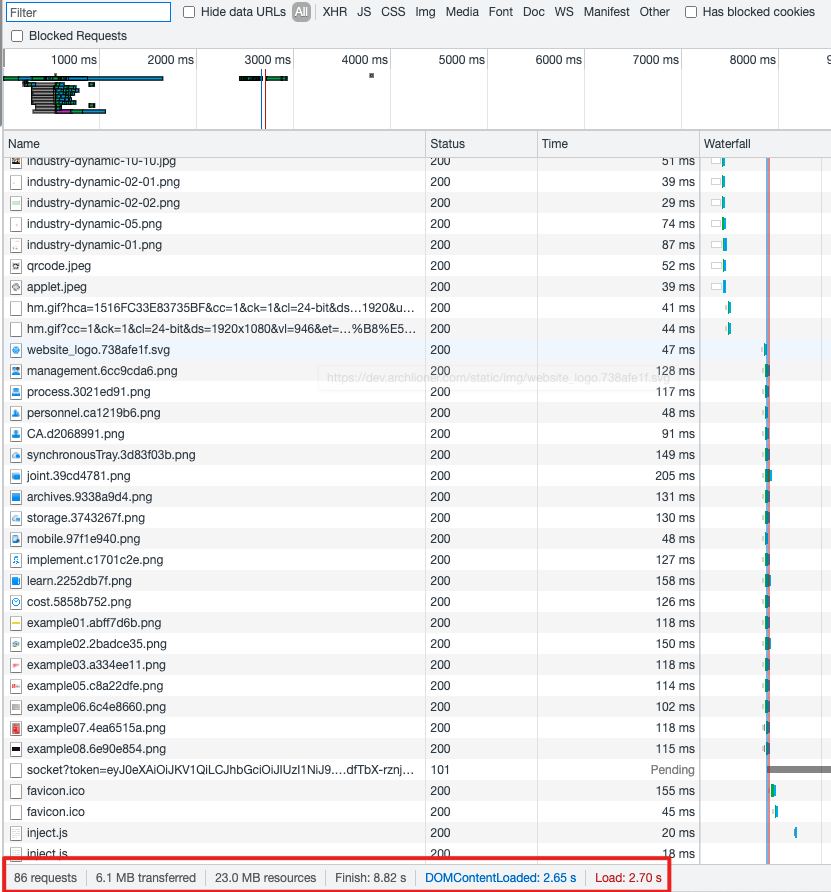 Filter Hide data URLs All XHR JS CSS Img Media Font Doc WS Manifest Other Has blocked cookies
Blocked Requests
1000 ms 2000 ms 3000 ms 4000 ms 5000 ms 6000 ms 7000 ms 8000 ms 9
Name Status Time Waterfall
industry-dynamic-10-10.jpg 200 51 ms
industry-dynamic-02-01.png 200 39 ms
industry-dynamic-02-02.png 200 29 ms
industry-dynamic-05.png 200 74 ms
industry-dynamic-01.png 200 87 ms
qrcode.jpeg 200 52 ms
applet.jpeg 200 39 ms
hm.gif?hca=1516FC33E83735BF&cc=1&ck=1&cl=24-bit&ds…1920&u… 200 41 ms
hm.gif?cc=1&ck=1&cl=24-bit&ds=1920x1080&vl=946&et=…%B8%E5… 200 44 ms
website_logo.738afe1f.svg 200 47 ms
management.6cc9cda6.png 200 128 ms
https://dev.archlioner.com/static/img/website_logo.738afe1f.svg
process.3021ed91.png 200 117 ms
personnel.ca1219b6.png 200 48 ms
CA.d2068991.png 200 91 ms
synchronousTray.3d83f03b.png 200 149 ms
joint.39cd4781.png 200 205 ms
archives.9338a9d4.png 200 131 ms
storage.3743267f.png 200 130 ms
mobile.97f1e940.png 200 48 ms
implement.c1701c2e.png 200 127 ms
learn.2252db7f.png 200 158 ms
cost.5858b752.png 200 126 ms
example01.abff7d6b.png 200 118 ms
example02.2badce35.png 200 150 ms
example03.a334ee11.png 200 118 ms
example05.c8a22dfe.png 200 114 ms
example06.6c4e8660.png 200 102 ms
example07.4ea6515a.png 200 118 ms
example08.6e90e854.png 200 115 ms
socket?token=eyJ0eXAiOiJKV1QiLCJhbGciOiJIUzI1NiJ9.…dfTbX-rznj… 101 Pending
favicon.ico 200 155 ms
favicon.ico 200 45 ms
inject.js 200 20 ms
inject.js 200 18 ms
86 requests 6.1 MB transferred 23.0 MB resources Finish: 8.82 s DOMContentLoaded: 2.65 s Load: 2.70 s